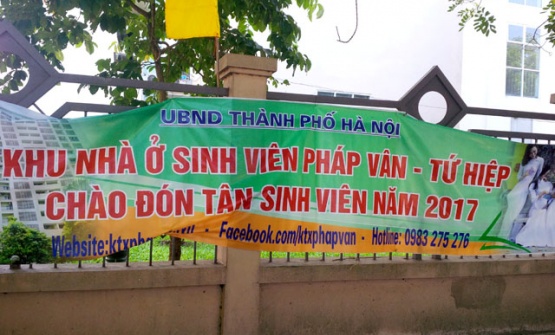 UBND THÀNH PHỐ HÀ NỘI
KHU NHÀ Ở SINH VIÊN PHÁP VÂN - TỨ HIỆP
CHÀO ĐÓN TÂN SINH VIÊN NĂM 2017
Facebook.com/ktxphapvan - Hotline: 0983 275 276